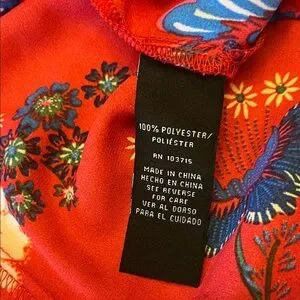 100% POLYESTER/
POLIÉSTER
RN 103715
MADE IN CHINA
HECHO EN CHINA
SEE REVERSE
FOR CARE
VER AL DORSO
PARA EL CUIDADO